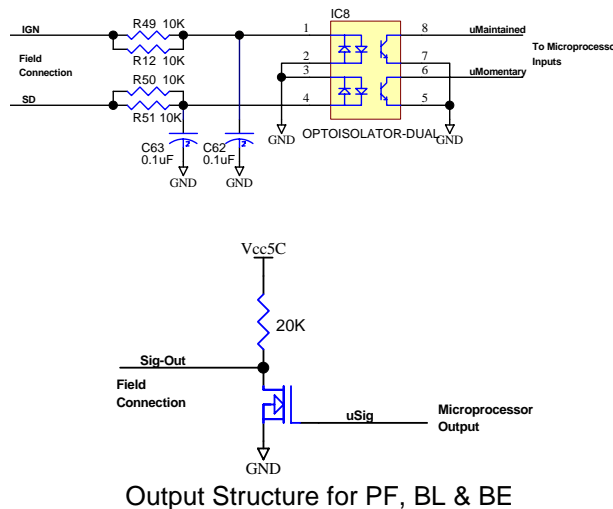 IGN
R49 10K
R12 10K
Field
Connection
R50 10K
SD
R51 10K
C63
0.1uF
2
GND
C62
0.1uF
2
GND
IC8
1
8
uMaintained
2
7
To Microprocessor
Inputs
3
6
uMomentary
4
5
GND
OPTOISOLATOR-DUAL
GND
Vcc5C
20K
Sig-Out
Field
Connection
uSig
Microprocessor
Output
GND
Output Structure for PF, BL & BE